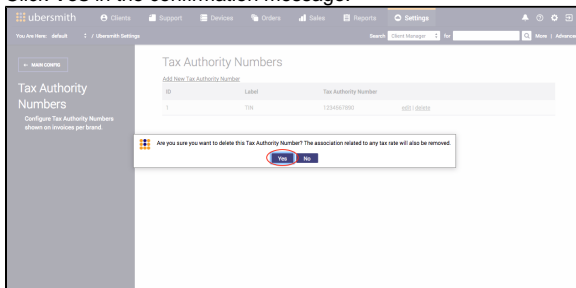 Click Yes in the confirmation message.
ubersmith Clients Support Devices Orders Sales Reports Settings
You Are Here: default / Ubersmith Settings Search Client Manager for More | Advanced
← MAIN CONFIG
Tax Authority Numbers
Configure Tax Authority Numbers
shown on invoices per brand.
Tax Authority Numbers
Add New Tax Authority Number
ID Label Tax Authority Number
1 TIN 1234567890 edit | delete
Are you sure you want to delete this Tax Authority Number? The association related to any tax rate will also be removed.
Yes No